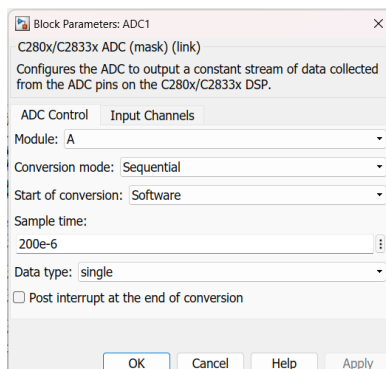 Block Parameters: ADC1
C280x/C2833x ADC (mask) (link)
Configures the ADC to output a constant stream of data collected
from the ADC pins on the C280x/C2833x DSP.
ADC Control Input Channels
Module: A
Conversion mode: Sequential
Start of conversion: Software
Sample time:
200e-6
Data type: single
Post interrupt at the end of conversion
OK Cancel Help Apply